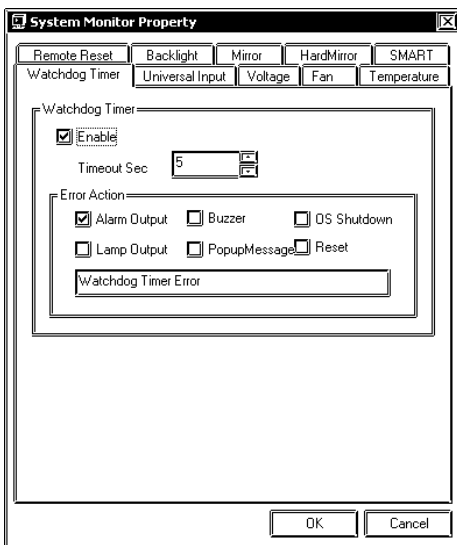 System Monitor Property
Remote Reset Backlight Mirror HardMirror SMART
Watchdog Timer Universal Input Voltage Fan Temperature
Watchdog Timer
Enable
Timeout Sec 5
Error Action
Alarm Output Buzzer OS Shutdown
Lamp Output PopupMessage Reset
Watchdog Timer Error
OK Cancel